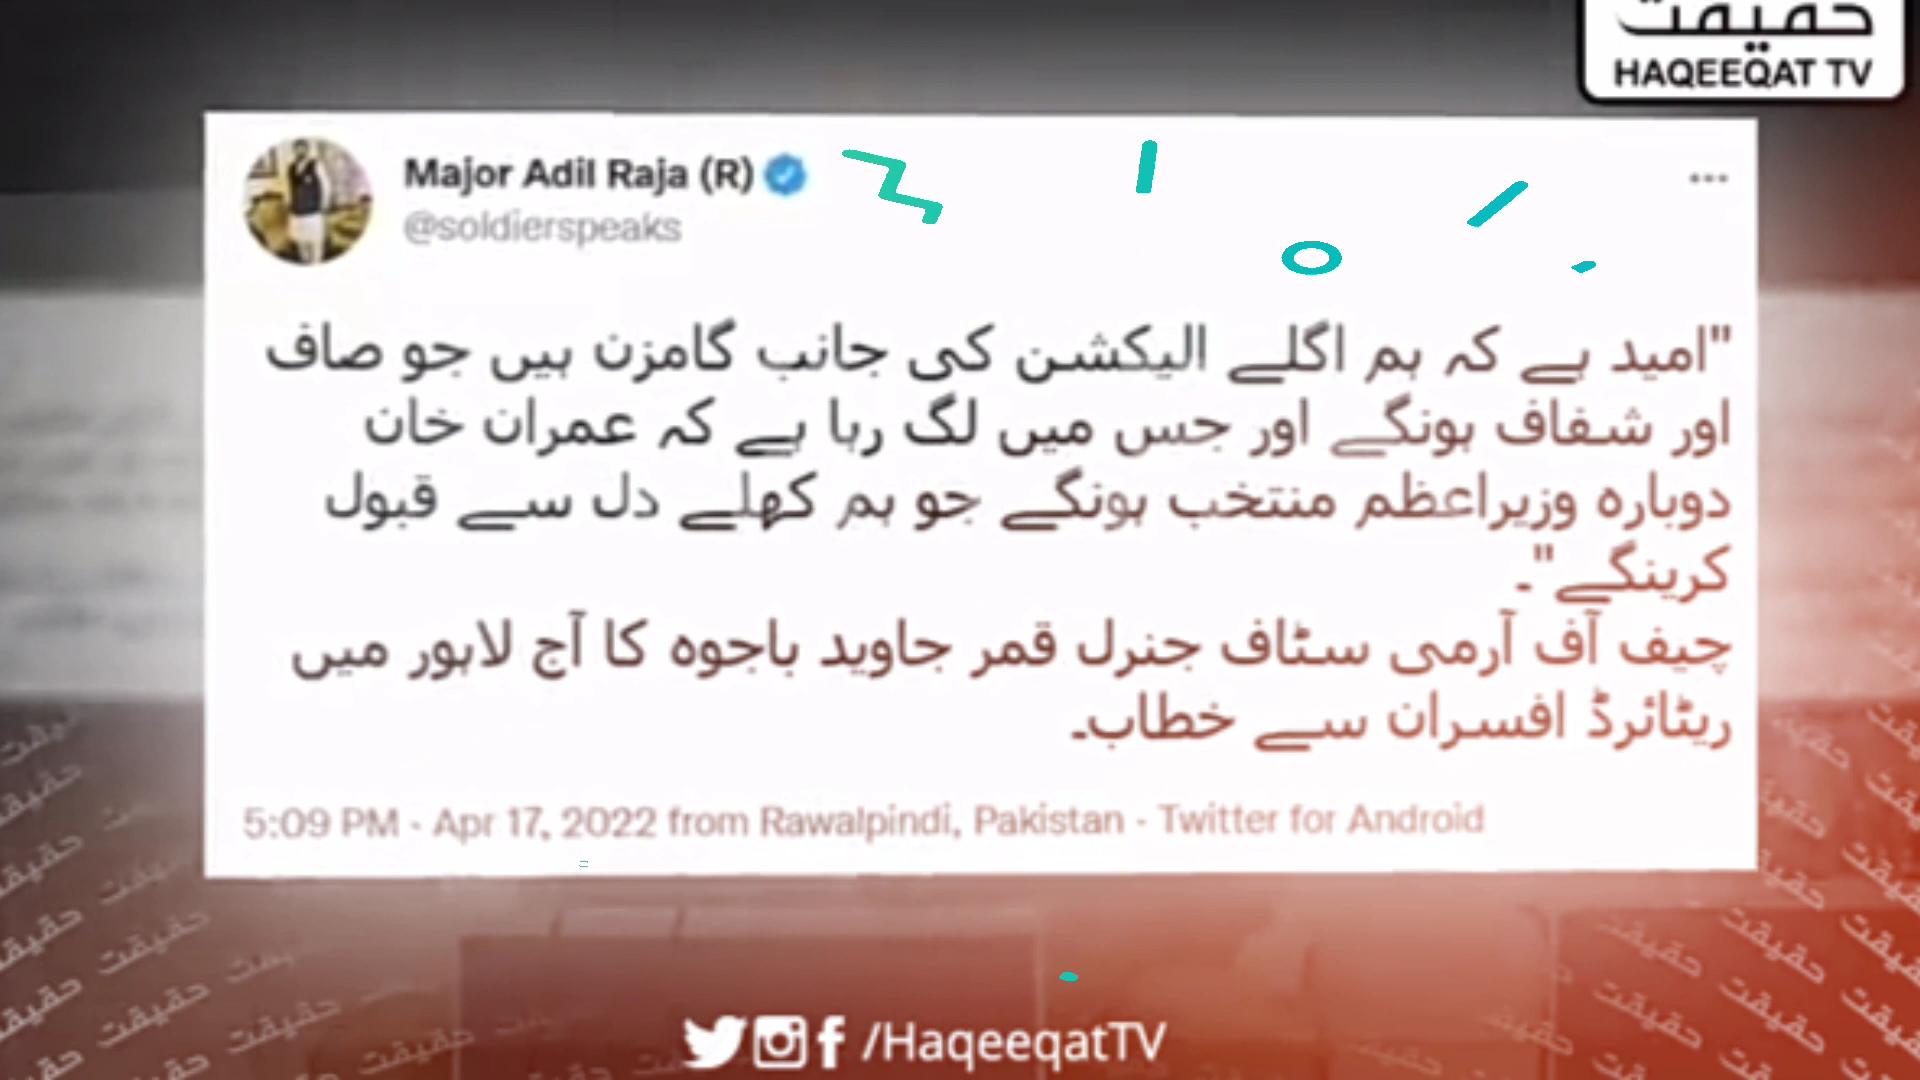 حقیقت
HAQEEQAT TV
Major Adil Raja (R)
@soldierspeaks
"امید ہے کہ ہم اگلے الیکشن کی جانب گامزن ہیں جو صاف
اور شفاف ہونگے اور جس میں لگ رہا ہے کہ عمران خان
دوبارہ وزیراعظم منتخب ہونگے جو ہم کھلے دل سے قبول
کرینگے"۔
چیف آف آرمی سٹاف جنرل قمر جاوید باجوہ کا آج لاہور میں
ریٹائرڈ افسران سے خطاب۔
5:09 PM - Apr 17, 2022 from Rawalpindi, Pakistan - Twitter for Android
/HaqeeqatTV